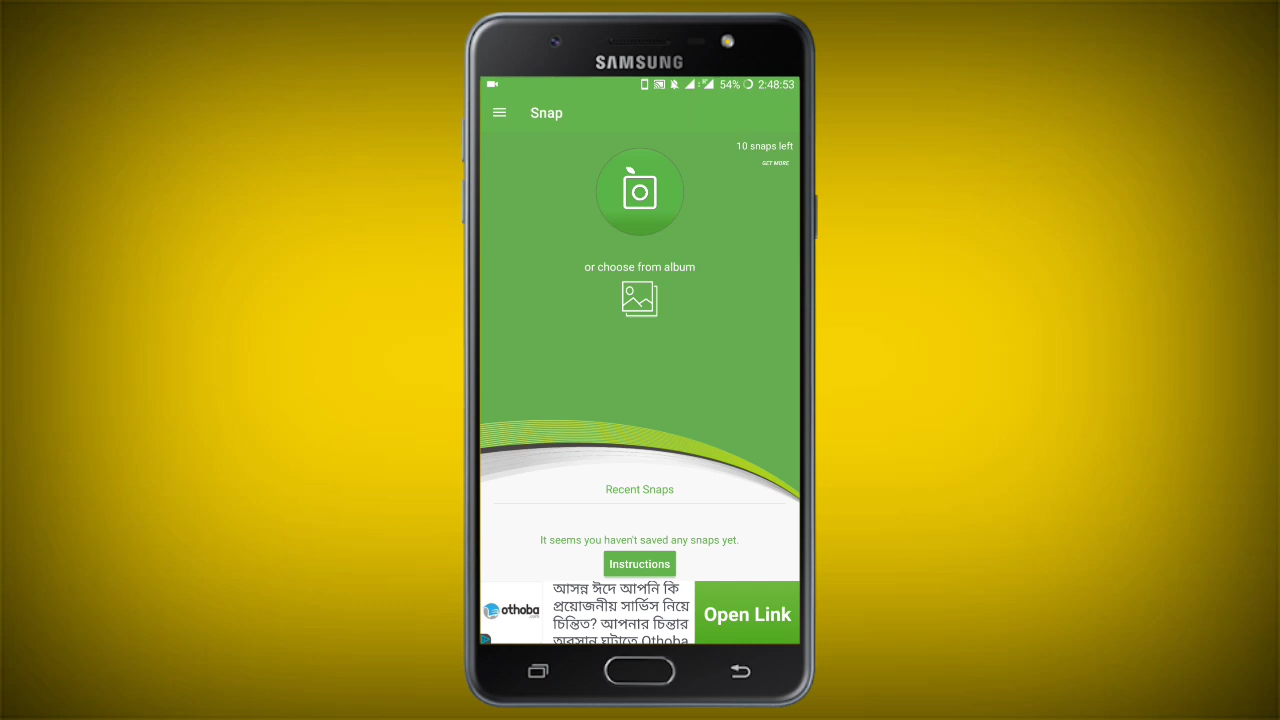 SAMSUNG
54% 2:48:53
Snap
10 snaps left
GET MORE
or choose from album
Recent Snaps
It seems you haven't saved any snaps yet.
Instructions
othoba
.com
আসন্ন ঈদে আপনি কি
প্রয়োজনীয় সার্ভিস নিয়ে
চিন্তিত? আপনার চিন্তার
অবসান ঘটাতে Othoba
Open Link